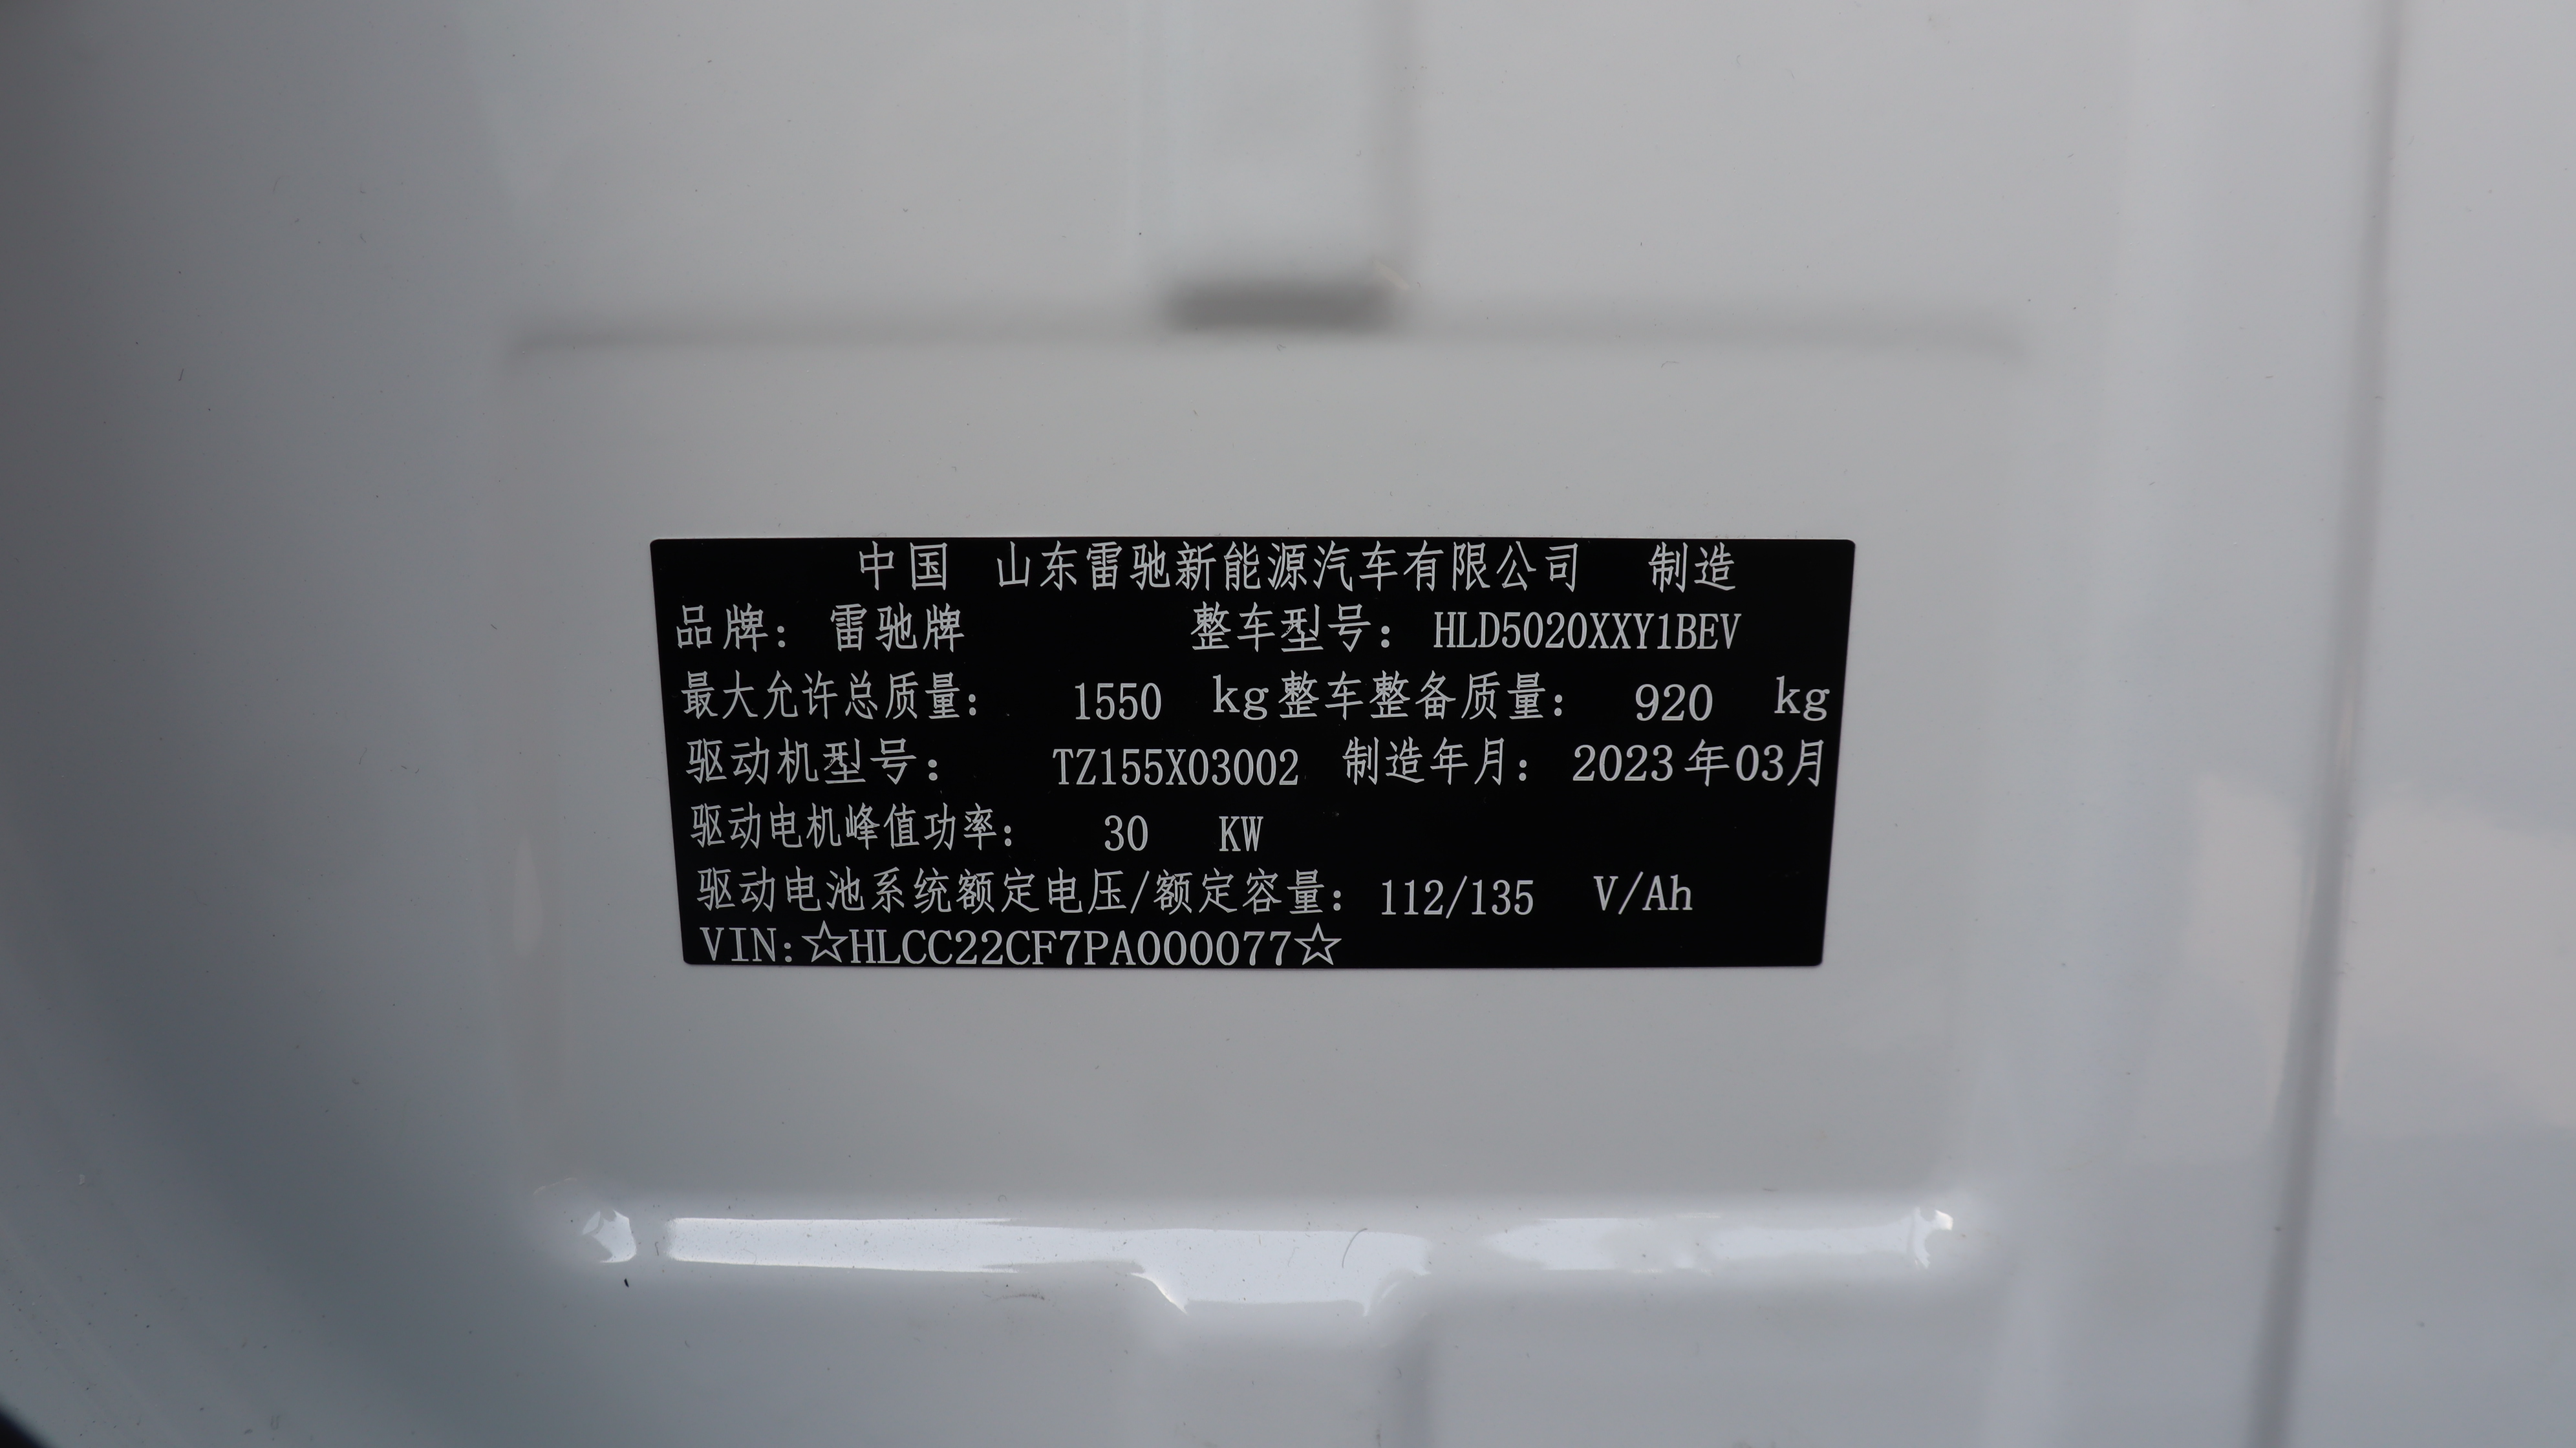 中国 山东雷驰新能源汽车有限公司 制造
品牌：雷驰牌 整车型号：HLD5020XXY1BEV
最大允许总质量：1550 kg 整车整备质量：920 kg
驱动机型号：TZ155X03002 制造年月：2023年03月
驱动电机峰值功率：30 KW
驱动电池系统额定电压/额定容量：112/135 V/Ah
VIN:☆HLCC22CF7PA000077☆